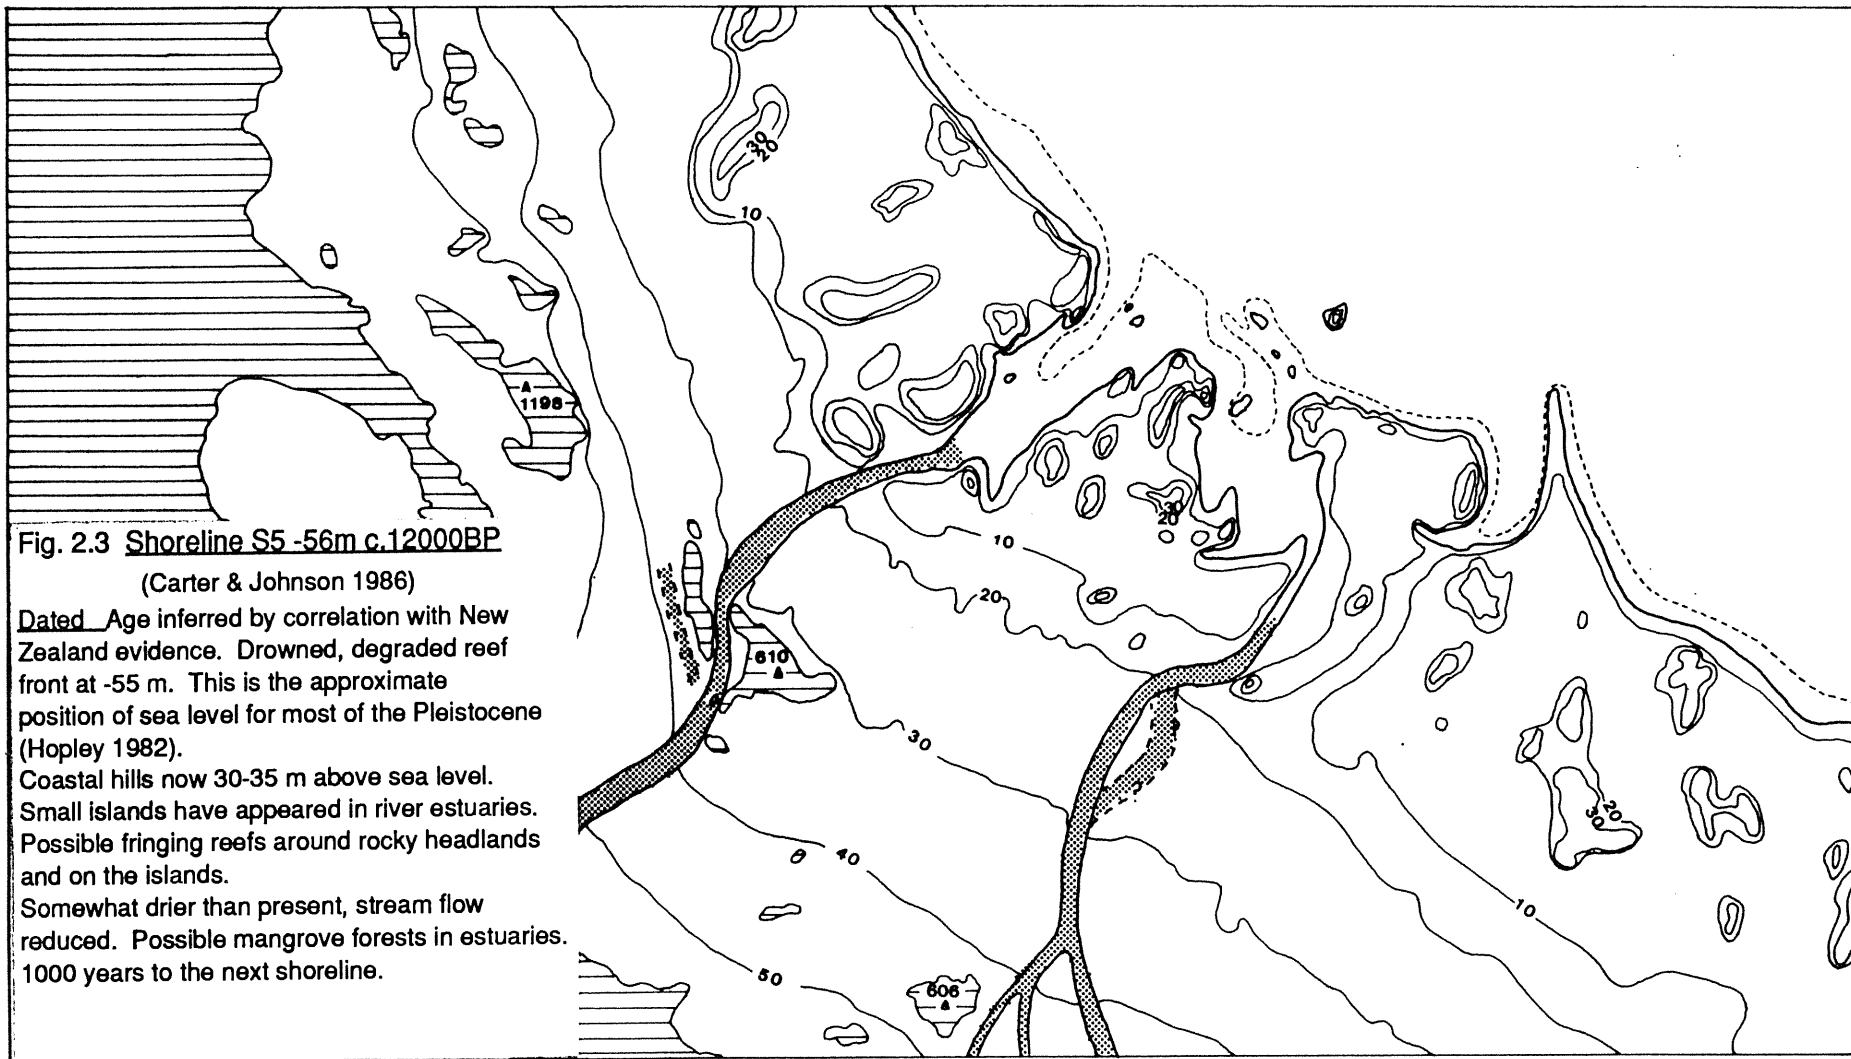 Fig. 2.3 Shoreline S5 -56m c.12000BP
(Carter & Johnson 1986)
Dated Age inferred by correlation with New
Zealand evidence. Drowned, degraded reef
front at -55 m. This is the approximate
position of sea level for most of the Pleistocene
(Hopley 1982).
Coastal hills now 30-35 m above sea level.
Small islands have appeared in river estuaries.
Possible fringing reefs around rocky headlands
and on the islands.
Somewhat drier than present, stream flow
reduced. Possible mangrove forests in estuaries.
1000 years to the next shoreline.
30
20
10
1198
30
20
10
20
610
30
?
20
30
40
10
50
606